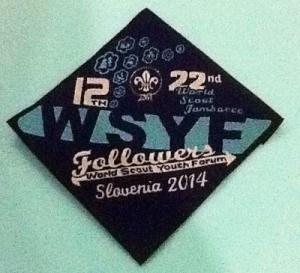 12TH
22nd
World
Scout
Jamboree
WSYF
Followers
World Scout Youth Forum
Slovenia 2014